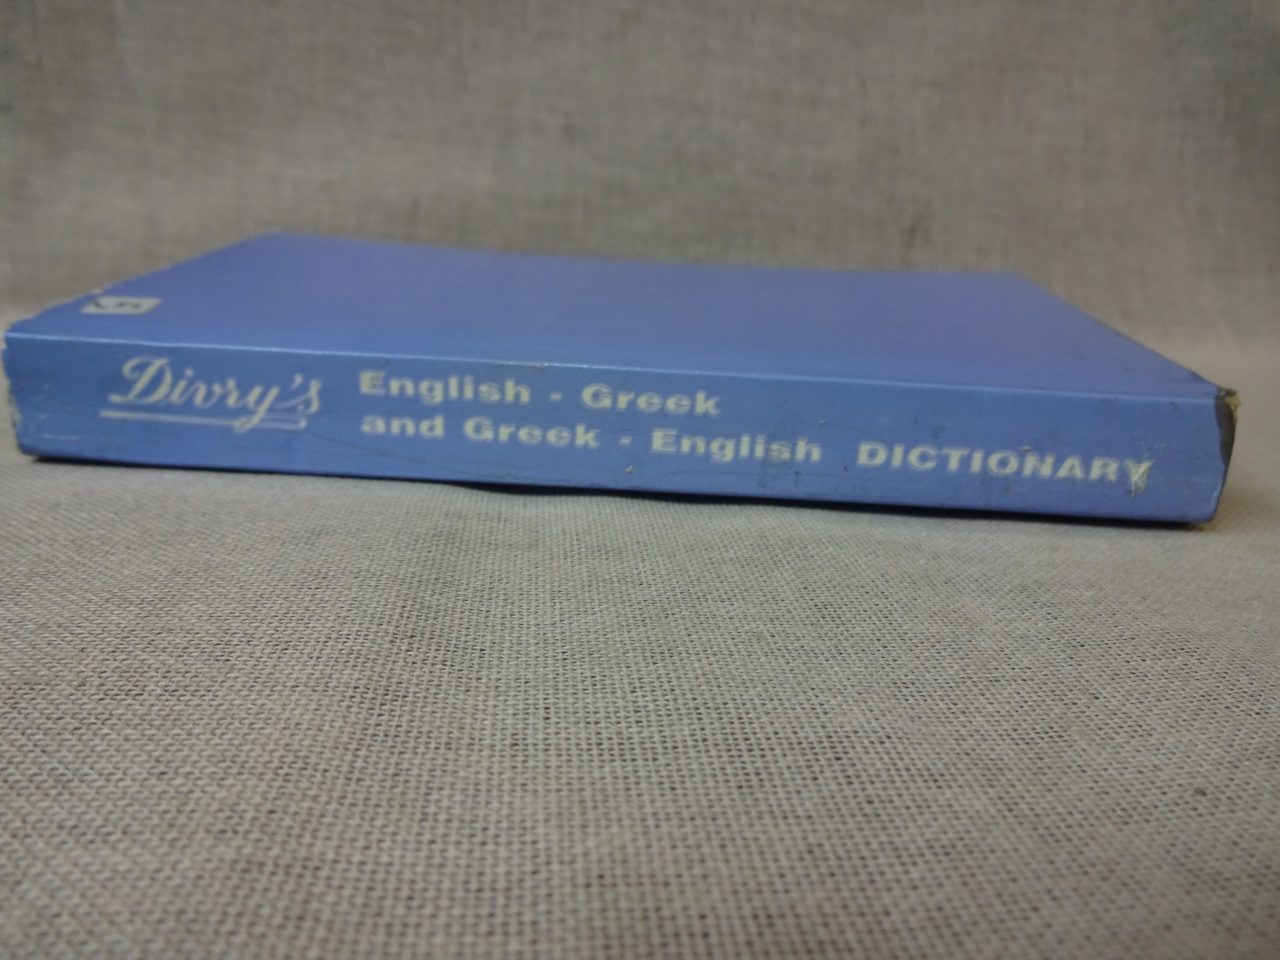 Divry's
English - Greek
and Greek - English DICTIONARY